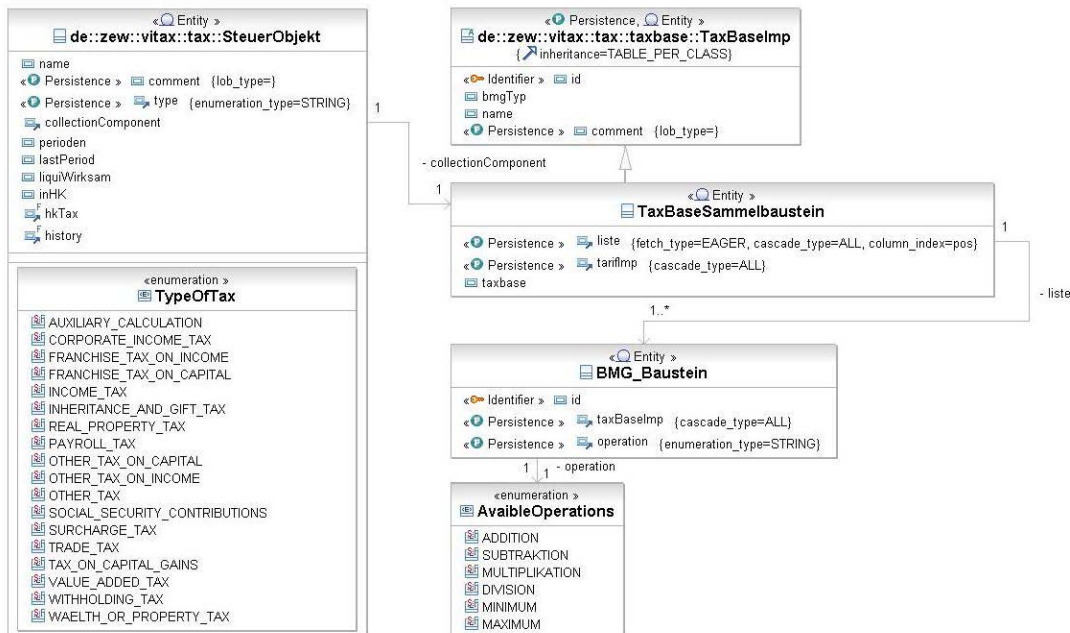 «Entity »
de::zew::vitax::tax::SteuerObjekt
name
«Persistence » comment {lob_type=}
«Persistence » type {enumeration_type=STRING}
collectionComponent
perioden
lastPeriod
liquiWirksam
inHK
hkTax
history
«enumeration »
TypeOfTax
AUXILIARY_CALCULATION
CORPORATE_INCOME_TAX
FRANCHISE_TAX_ON_INCOME
FRANCHISE_TAX_ON_CAPITAL
INCOME_TAX
INHERITANCE_AND_GIFT_TAX
REAL_PROPERTY_TAX
PAYROLL_TAX
OTHER_TAX_ON_CAPITAL
OTHER_TAX_ON_INCOME
OTHER_TAX
SOCIAL_SECURITY_CONTRIBUTIONS
SURCHARGE_TAX
TRADE_TAX
TAX_ON_CAPITAL_GAINS
VALUE_ADDED_TAX
WITHHOLDING_TAX
WAELTH_OR_PROPERTY_TAX
1
- collectionComponent
1
«Persistence, Entity »
de::zew::vitax::tax::taxbase::TaxBaseImp
{inheritance=TABLE_PER_CLASS}
«Identifier » id
bmgTyp
name
«Persistence » comment {lob_type=}
«Entity »
TaxBaseSammelbaustein
«Persistence » liste {fetch_type=EAGER, cascade_type=ALL, column_index=pos}
«Persistence » tarifImp {cascade_type=ALL}
taxbase
1
- liste
1..*
«Entity »
BMG_Baustein
«Identifier » id
«Persistence » taxBaseImp {cascade_type=ALL}
«Persistence » operation {enumeration_type=STRING}
1
1
- operation
«enumeration »
AvaibleOperations
ADDITION
SUBTRAKTION
MULTIPLIKATION
DIVISION
MINIMUM
MAXIMUM